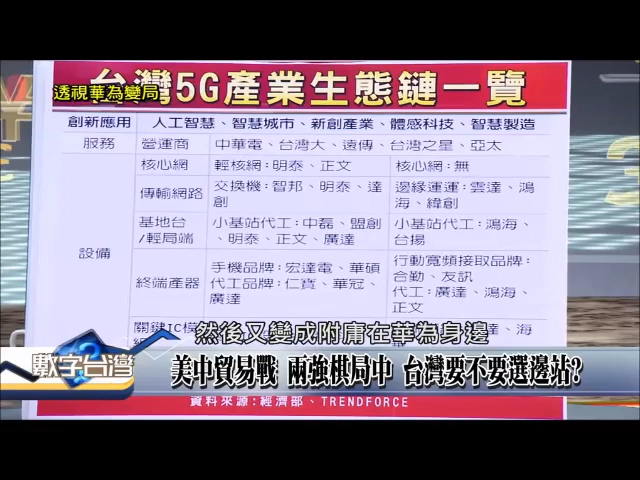 台灣5G產業生態鏈一覽
透視華為變局
創新應用 人工智慧、智慧城市、新創產業、體感科技、智慧製造
服務 營運商 中華電、台灣大、遠傳、台灣之星、亞太
設備
核心網 輕核網:明泰、正文 核心網:無
傳輸網路 交換機:智邦、明泰、達
創
邊緣運運:雲達、鴻
海、緯創
基地台
/輕局端
小基站代工:中磊、盟創
、明泰、正文、廣達
小基站代工:鴻海、
台揚
終端產器
手機品牌:宏達電、華碩
代工品牌:仁寶、華冠、
廣達
行動寬頻接取品牌:
合勤、友訊
代工:廣達、鴻海、
正文
關鍵IC模
達、海
然後又變成附庸在華為身邊
數字台灣
美中貿易戰 兩強棋局中 台灣要不要選邊站?
資料來源:經濟部、TRENDFORCE